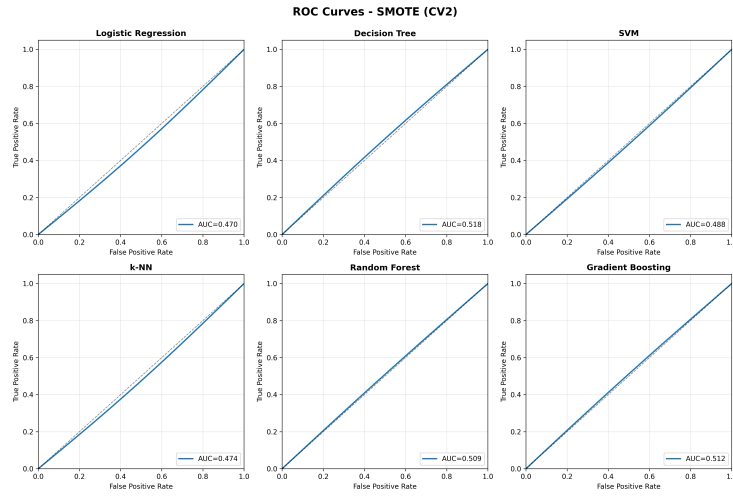 ROC Curves - SMOTE (CV2)
Logistic Regression
True Positive Rate
1.0
0.8
0.6
0.4
0.2
0.0
AUC=0.470
0.0 0.2 0.4 0.6 0.8 1.0
False Positive Rate
Decision Tree
True Positive Rate
1.0
0.8
0.6
0.4
0.2
0.0
AUC=0.518
0.0 0.2 0.4 0.6 0.8 1.0
False Positive Rate
SVM
True Positive Rate
1.0
0.8
0.6
0.4
0.2
0.0
AUC=0.488
0.0 0.2 0.4 0.6 0.8 1.
False Positive Rate
k-NN
True Positive Rate
1.0
0.8
0.6
0.4
0.2
0.0
AUC=0.474
0.0 0.2 0.4 0.6 0.8 1.0
False Positive Rate
Random Forest
True Positive Rate
1.0
0.8
0.6
0.4
0.2
0.0
AUC=0.509
0.0 0.2 0.4 0.6 0.8 1.0
False Positive Rate
Gradient Boosting
True Positive Rate
1.0
0.8
0.6
0.4
0.2
0.0
AUC=0.512
0.0 0.2 0.4 0.6 0.8 1.
False Positive Rate